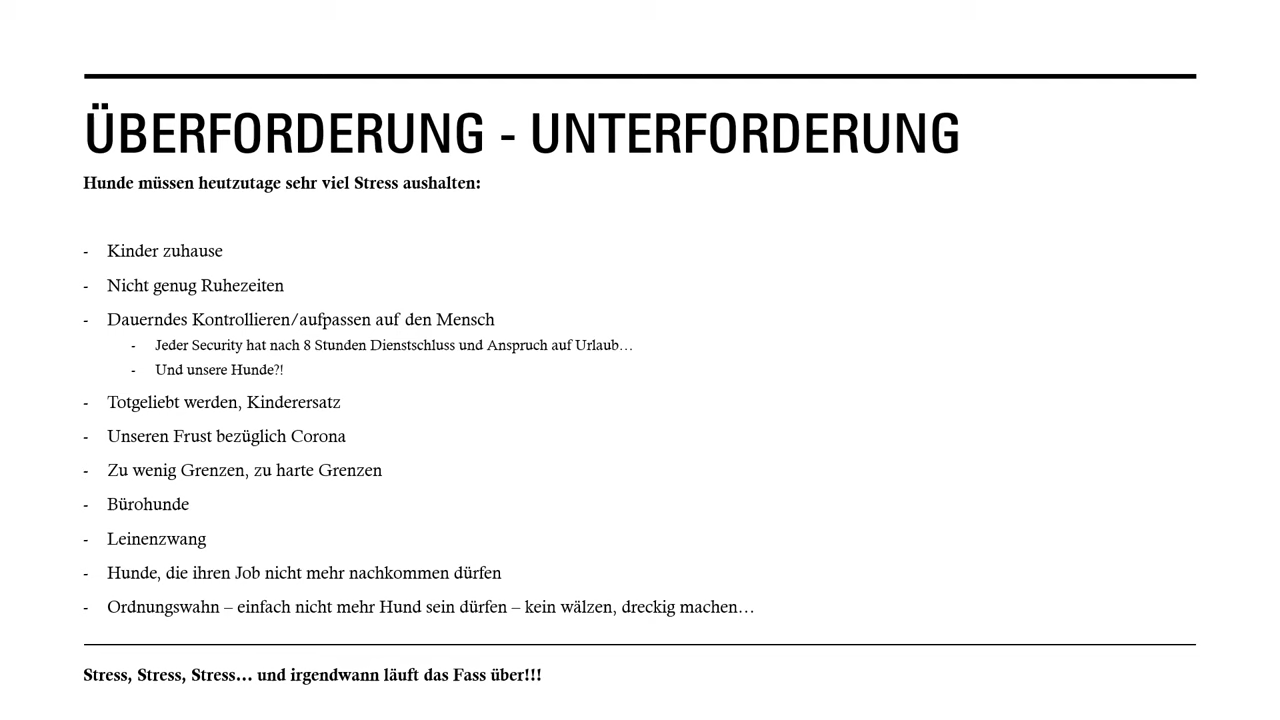 ÜBERFORDERUNG - UNTERFORDERUNG
Hunde müssen heutzutage sehr viel Stress aushalten:
- Kinder zuhause
- Nicht genug Ruhezeiten
- Dauerndes Kontrollieren/aufpassen auf den Mensch
- Jeder Security hat nach 8 Stunden Dienstschluss und Anspruch auf Urlaub…
- Und unsere Hunde?!
- Totgeliebt werden, Kinderersatz
- Unseren Frust bezüglich Corona
- Zu wenig Grenzen, zu harte Grenzen
- Bürohunde
- Leinenzwang
- Hunde, die ihren Job nicht mehr nachkommen dürfen
- Ordnungswahn – einfach nicht mehr Hund sein dürfen – kein wälzen, dreckig machen…
Stress, Stress, Stress… und irgendwann läuft das Fass über!!!